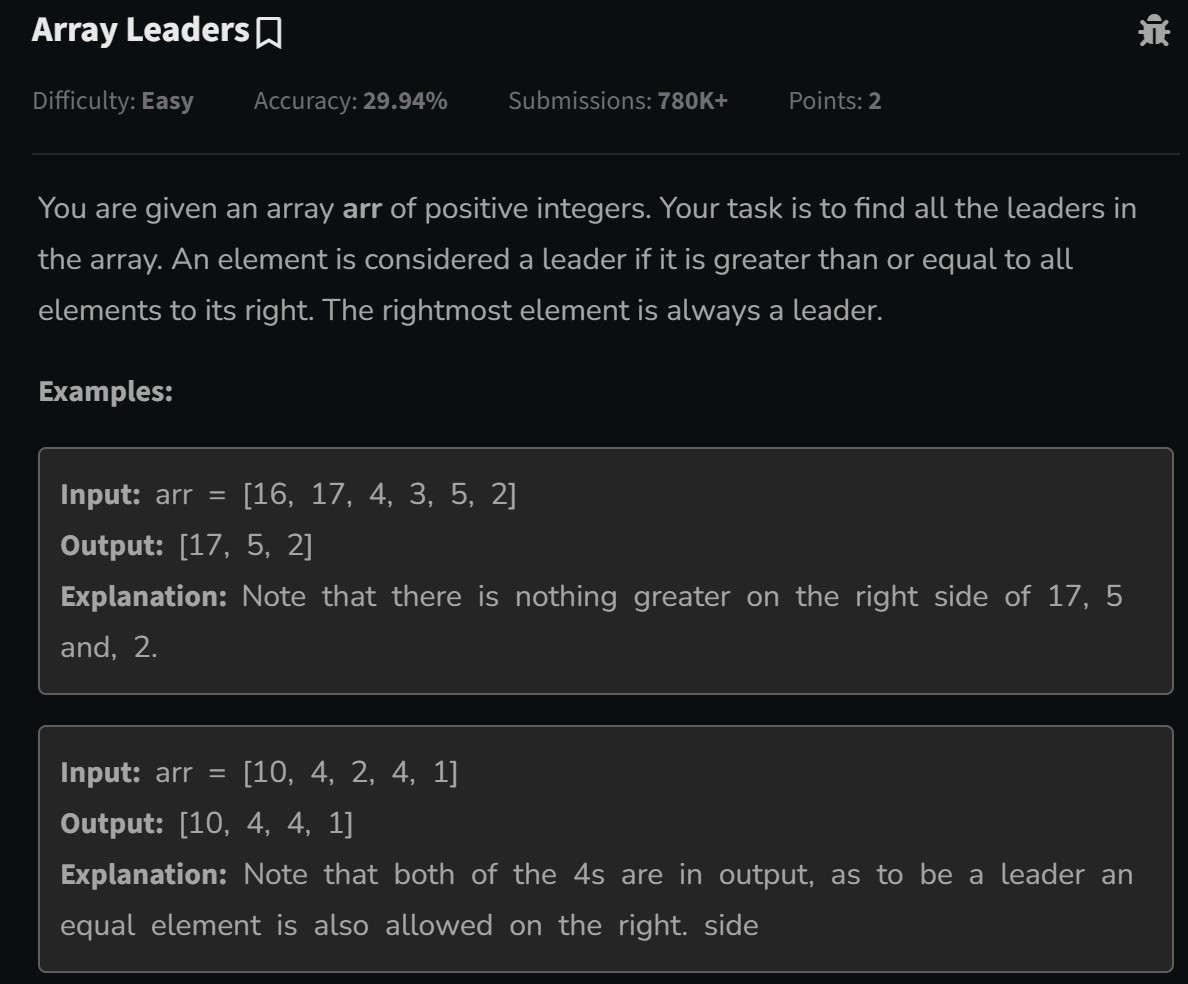 Array Leaders
Difficulty: Easy Accuracy: 29.94% Submissions: 780K+ Points: 2
You are given an array arr of positive integers. Your task is to find all the leaders in
the array. An element is considered a leader if it is greater than or equal to all
elements to its right. The rightmost element is always a leader.
Examples:
Input: arr = [16, 17, 4, 3, 5, 2]
Output: [17, 5, 2]
Explanation: Note that there is nothing greater on the right side of 17, 5
and, 2.
Input: arr = [10, 4, 2, 4, 1]
Output: [10, 4, 4, 1]
Explanation: Note that both of the 4s are in output, as to be a leader an
equal element is also allowed on the right. side